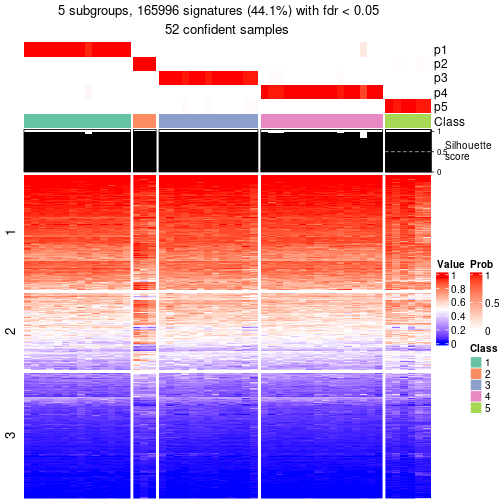 5 subgroups, 165996 signatures (44.1%) with fdr < 0.05
52 confident samples
p1
p2
p3
p4
p5
Class
1
0.5
0
Silhouette
score
1
2
3
Value
1
0.8
0.6
0.4
0.2
0
Prob
1
0.5
0
Class
1
2
3
4
5